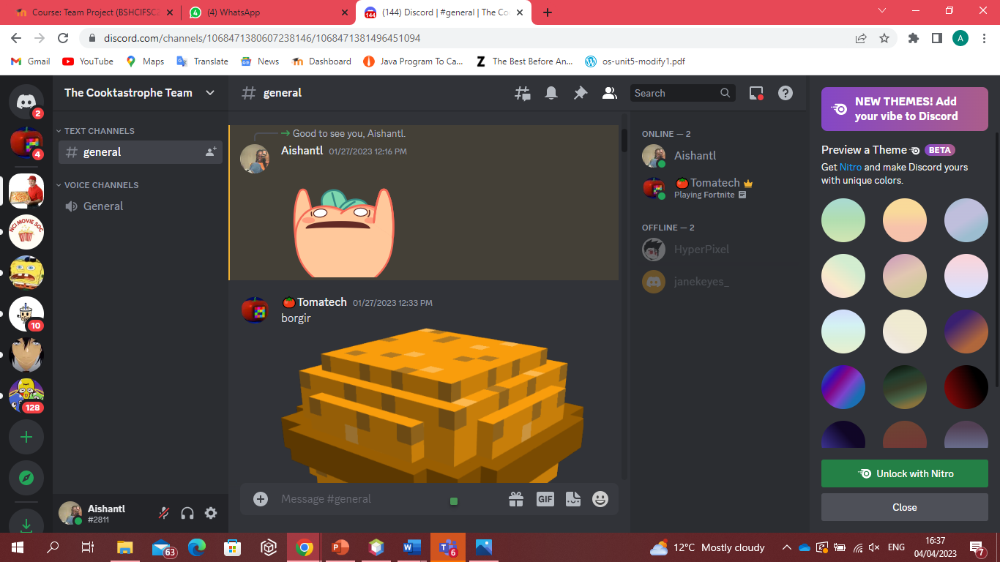 Course: Team Project (BSHCIFSC2
(4) WhatsApp
(144) Discord | #general | The Co
discord.com/channels/1068471380607238146/1068471381496451094
A
Gmail
YouTube
Maps
Translate
News
Dashboard
Java Program To Ca...
The Best Before An...
os-unit5-modify1.pdf
The Cooktastrophe Team
general
Search
NEW THEMES! Add
your vibe to Discord
2
4
NCI MOVIE SOC
10
128
TEXT CHANNELS
general
VOICE CHANNELS
General
Good to see you, Aishantl.
Aishantl 01/27/2023 12:16 PM
Tomatech 01/27/2023 12:33 PM
borgir
Message #general
GIF
ONLINE — 2
Aishantl
Tomatech
Playing Fortnite
OFFLINE — 2
HyperPixel
janekeyes_
Preview a Theme BETA
Get Nitro and make Discord yours
with unique colors.
Unlock with Nitro
Close
Aishantl
#2811
63
6
12°C Mostly cloudy
ENG
16:37
04/04/2023
7